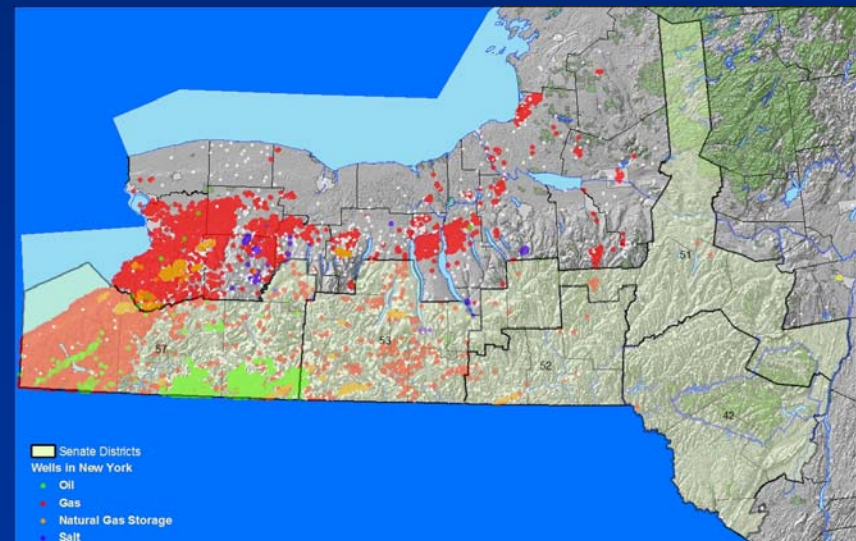 51
57
53
52
42
Senate Districts
Wells in New York
Oil
Gas
Natural Gas Storage
Salt